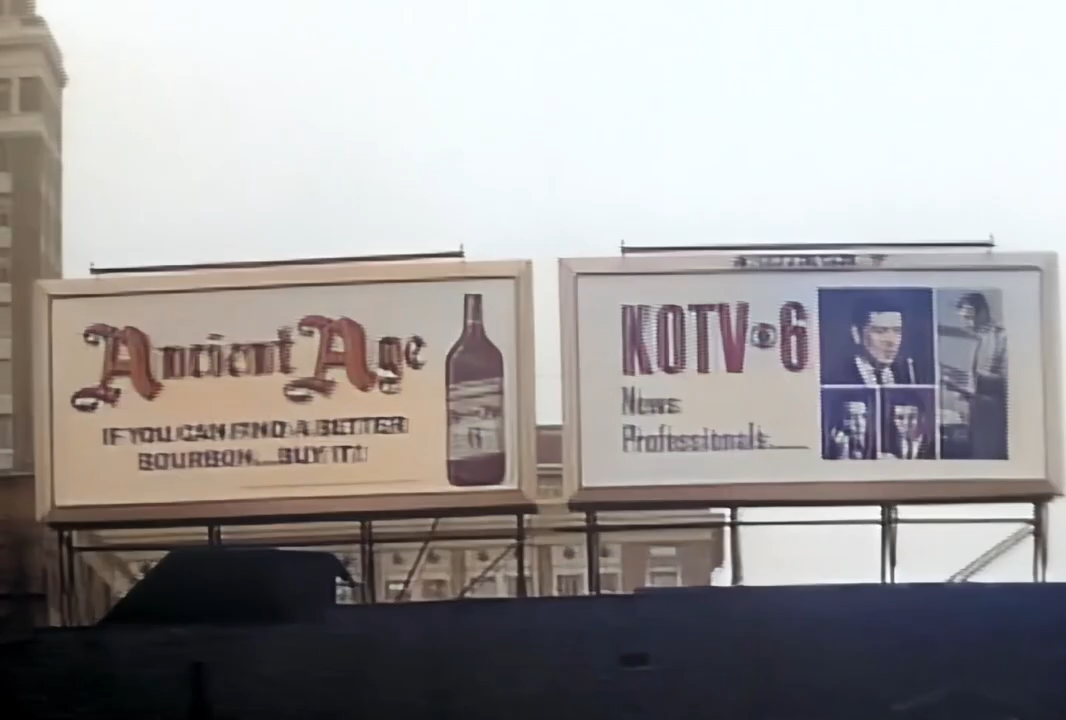 Ancient Age
IF YOU CAN FIND A BETTER
BOURBON...BUY IT!
KOTV 6
News
Professionals